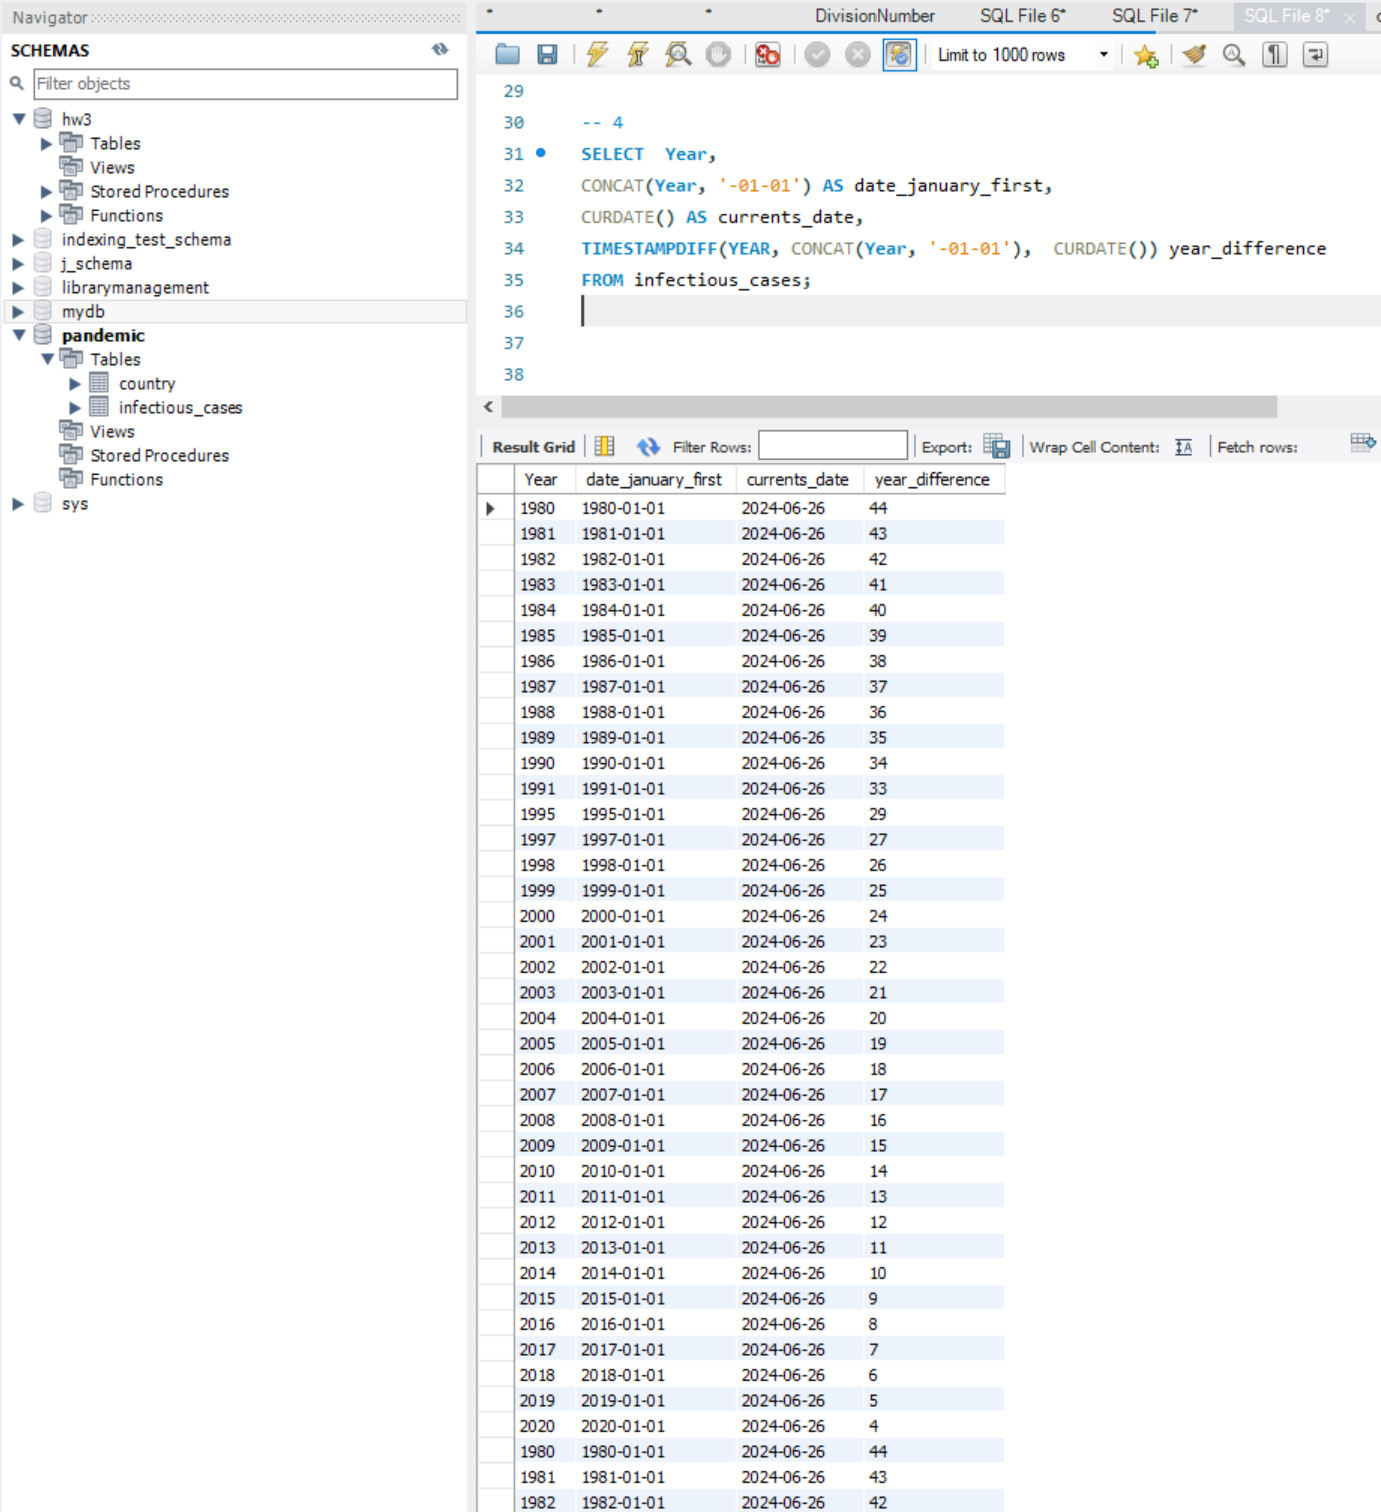 Navigator
SCHEMAS
Filter objects
hw3
Tables
Views
Stored Procedures
Functions
indexing_test_schema
j_schema
librarymanagement
mydb
pandemic
Tables
country
infectious_cases
Views
Stored Procedures
Functions
sys
* * * DivisionNumber SQL File 6* SQL File 7* SQL File 8*
Limit to 1000 rows
29
30 -- 4
31 SELECT Year,
32 CONCAT(Year, '-01-01') AS date_january_first,
33 CURDATE() AS currents_date,
34 TIMESTAMPDIFF(YEAR, CONCAT(Year, '-01-01'), CURDATE()) year_difference
35 FROM infectious_cases;
36
37
38
Result Grid Filter Rows: Export: Wrap Cell Content: Fetch rows:
Year date_january_first currents_date year_difference
1980 1980-01-01 2024-06-26 44
1981 1981-01-01 2024-06-26 43
1982 1982-01-01 2024-06-26 42
1983 1983-01-01 2024-06-26 41
1984 1984-01-01 2024-06-26 40
1985 1985-01-01 2024-06-26 39
1986 1986-01-01 2024-06-26 38
1987 1987-01-01 2024-06-26 37
1988 1988-01-01 2024-06-26 36
1989 1989-01-01 2024-06-26 35
1990 1990-01-01 2024-06-26 34
1991 1991-01-01 2024-06-26 33
1995 1995-01-01 2024-06-26 29
1997 1997-01-01 2024-06-26 27
1998 1998-01-01 2024-06-26 26
1999 1999-01-01 2024-06-26 25
2000 2000-01-01 2024-06-26 24
2001 2001-01-01 2024-06-26 23
2002 2002-01-01 2024-06-26 22
2003 2003-01-01 2024-06-26 21
2004 2004-01-01 2024-06-26 20
2005 2005-01-01 2024-06-26 19
2006 2006-01-01 2024-06-26 18
2007 2007-01-01 2024-06-26 17
2008 2008-01-01 2024-06-26 16
2009 2009-01-01 2024-06-26 15
2010 2010-01-01 2024-06-26 14
2011 2011-01-01 2024-06-26 13
2012 2012-01-01 2024-06-26 12
2013 2013-01-01 2024-06-26 11
2014 2014-01-01 2024-06-26 10
2015 2015-01-01 2024-06-26 9
2016 2016-01-01 2024-06-26 8
2017 2017-01-01 2024-06-26 7
2018 2018-01-01 2024-06-26 6
2019 2019-01-01 2024-06-26 5
2020 2020-01-01 2024-06-26 4
1980 1980-01-01 2024-06-26 44
1981 1981-01-01 2024-06-26 43
1982 1982-01-01 2024-06-26 42